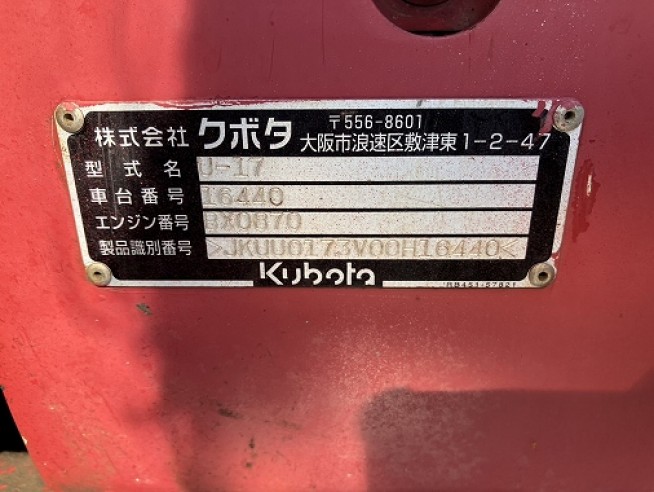 株式会社 クボタ 〒556-8601
大阪市浪速区敷津東1-2-47
型式名 U-17
車台番号 16440
エンジン番号 BX0870
製品識別番号 >JKUU0173V00H16440<
Kubota
RB451-57821